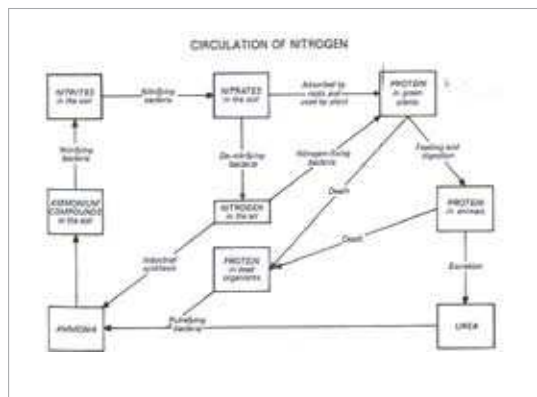 CIRCULATION OF NITROGEN
NITRITES
in the soil
Nitrifying
bacteria
NITRATES
in the soil
Absorbed by
roots and
used by plant
PROTEIN
in green
plants
Nitrifying
bacteria
De-nitrifying
bacteria
Nitrogen-fixing
bacteria
Feeding and
digestion
AMMONIUM
COMPOUNDS
in the soil
NITROGEN
in the air
Death
PROTEIN
in animals
Industrial
synthesis
PROTEIN
in dead
organisms
Death
Excretion
AMMONIA
Putrefying
bacteria
UREA